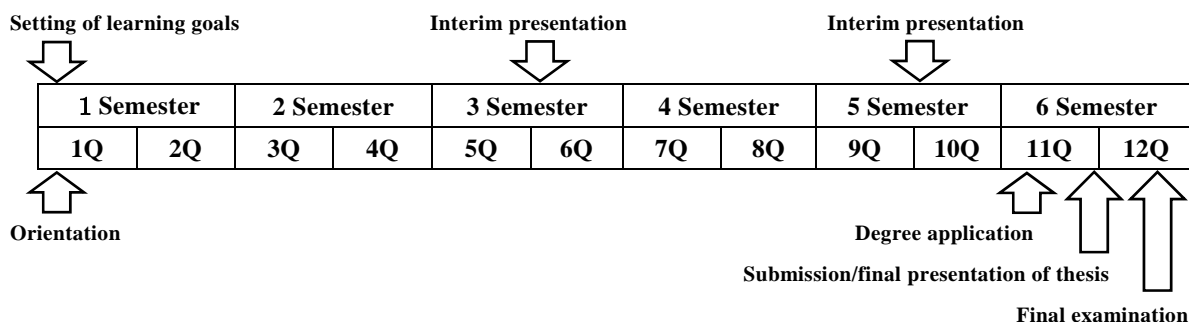 Setting of learning goals Interim presentation Interim presentation
1 Semester 2 Semester 3 Semester 4 Semester 5 Semester 6 Semester
1Q 2Q 3Q 4Q 5Q 6Q 7Q 8Q 9Q 10Q 11Q 12Q
Orientation Degree application
Submission/final presentation of thesis
Final examination